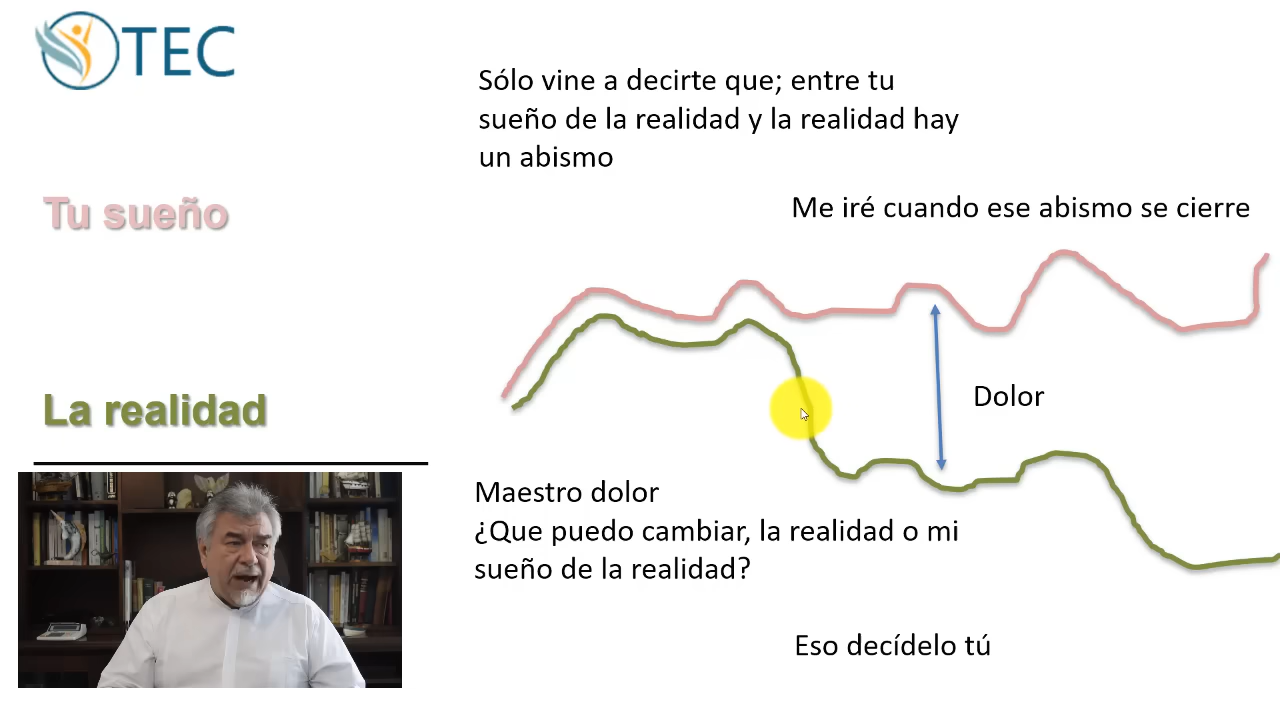 TEC
Sólo vine a decirte que; entre tu
sueño de la realidad y la realidad hay
un abismo
Tu sueño
Me iré cuando ese abismo se cierre
Dolor
La realidad
Maestro dolor
¿Que puedo cambiar, la realidad o mi
sueño de la realidad?
Eso decídelo tú